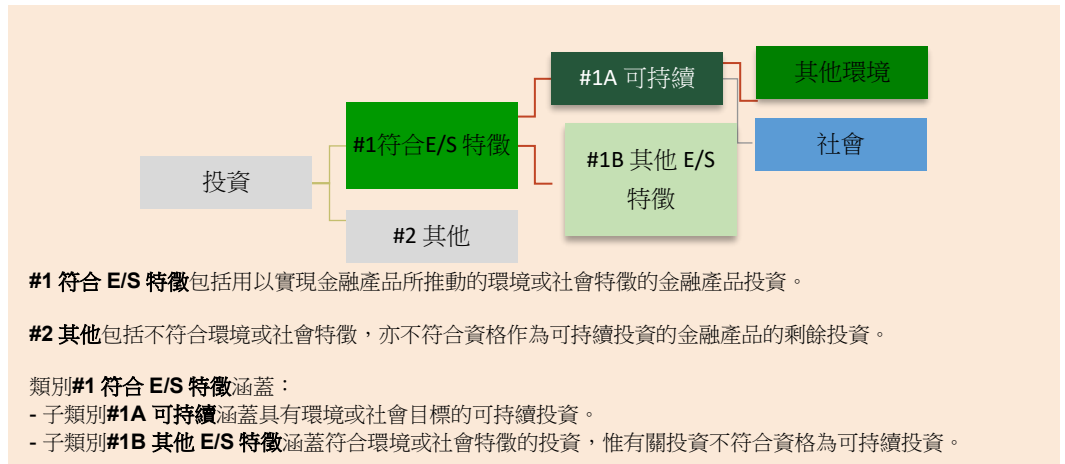 #1A 可持續
其他環境
#1符合E/S 特徵
#1B 其他 E/S
特徵
社會
投資
#2 其他
#1 符合 E/S 特徵包括用以實現金融產品所推動的環境或社會特徵的金融產品投資。
#2 其他包括不符合環境或社會特徵，亦不符合資格作為可持續投資的金融產品的剩餘投資。
類別#1 符合 E/S 特徵涵蓋：
- 子類別#1A 可持續涵蓋具有環境或社會目標的可持續投資。
- 子類別#1B 其他 E/S 特徵涵蓋符合環境或社會特徵的投資，惟有關投資不符合資格為可持續投資。